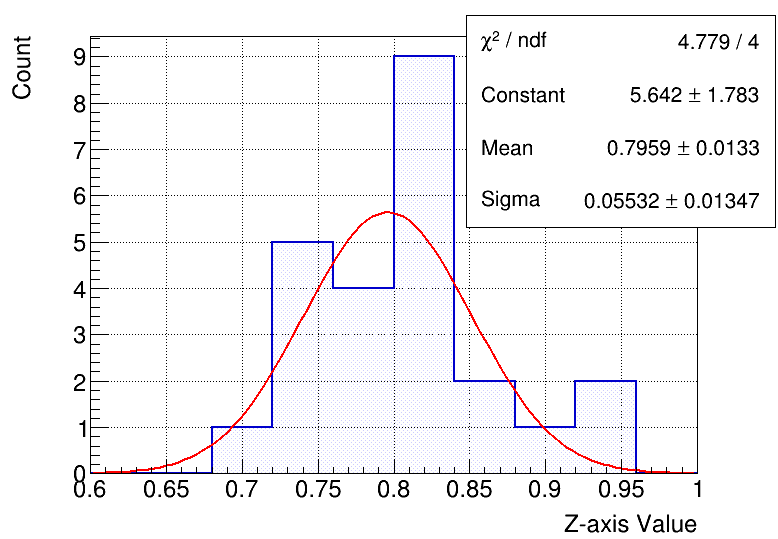 Count
χ² / ndf 4.779 / 4
Constant 5.642 ± 1.783
Mean 0.7959 ± 0.0133
Sigma 0.05532 ± 0.01347
9
8
7
6
5
4
3
2
1
0
0.6 0.65 0.7 0.75 0.8 0.85 0.9 0.95 1
Z-axis Value